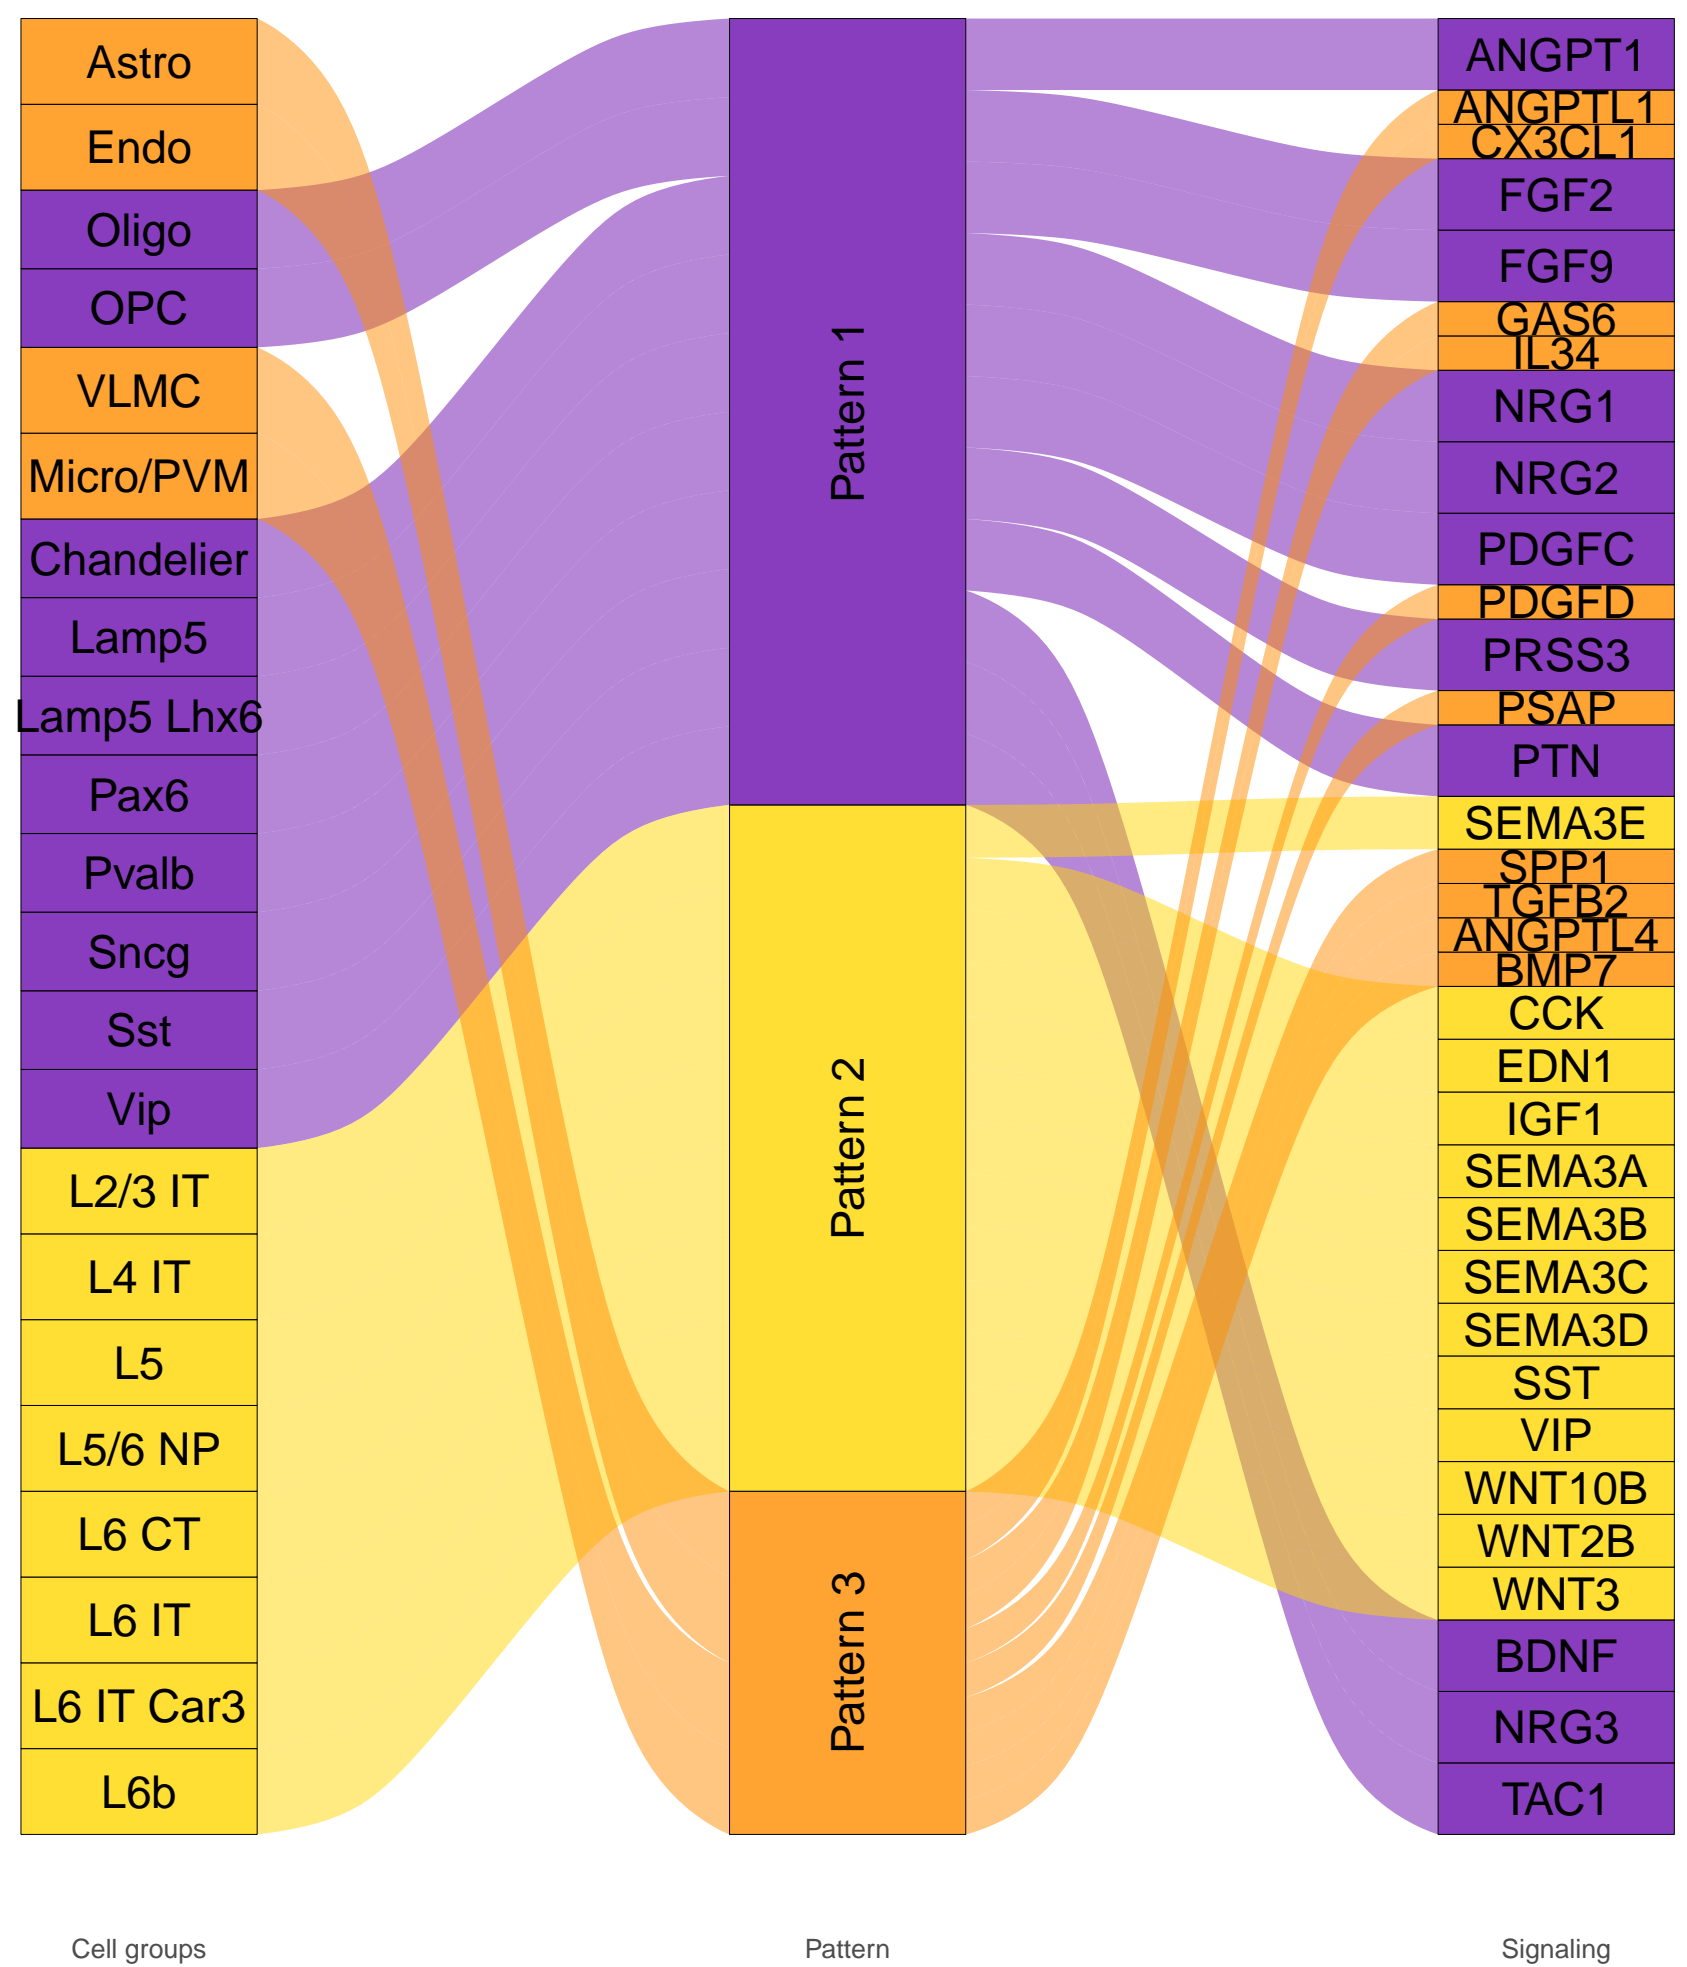 Astro
Endo
Oligo
OPC
VLMC
Micro/PVM
Chandelier
Lamp5
Lamp5 Lhx6
Pax6
Pvalb
Sncg
Sst
Vip
L2/3 IT
L4 IT
L5
L5/6 NP
L6 CT
L6 IT
L6 IT Car3
L6b
Pattern 1
Pattern 2
Pattern 3
ANGPT1
ANGPTL1
CX3CL1
FGF2
FGF9
GAS6
IL34
NRG1
NRG2
PDGFC
PDGFD
PRSS3
PSAP
PTN
SEMA3E
SPP1
TGFB2
ANGPTL4
BMP7
CCK
EDN1
IGF1
SEMA3A
SEMA3B
SEMA3C
SEMA3D
SST
VIP
WNT10B
WNT2B
WNT3
BDNF
NRG3
TAC1
Cell groups
Pattern
Signaling